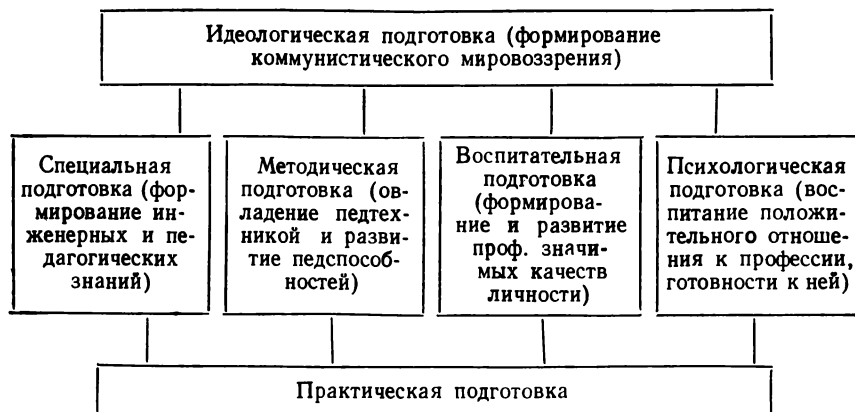 Идеологическая подготовка (формирование
коммунистического мировоззрения)
Специальная
подготовка (фор-
мирование ин-
женерных и пе-
дагогических
знаний)
Методическая
подготовка (ов-
ладение педтех-
никой и разви-
тие педспособ-
ностей)
Воспитательная
подготовка
(формирова-
ние и развитие
проф. значи-
мых качеств
личности)
Психологическая
подготовка (вос-
питание положи-
тельного отноше-
ния к профессии,
готовности к ней)
Практическая подготовка